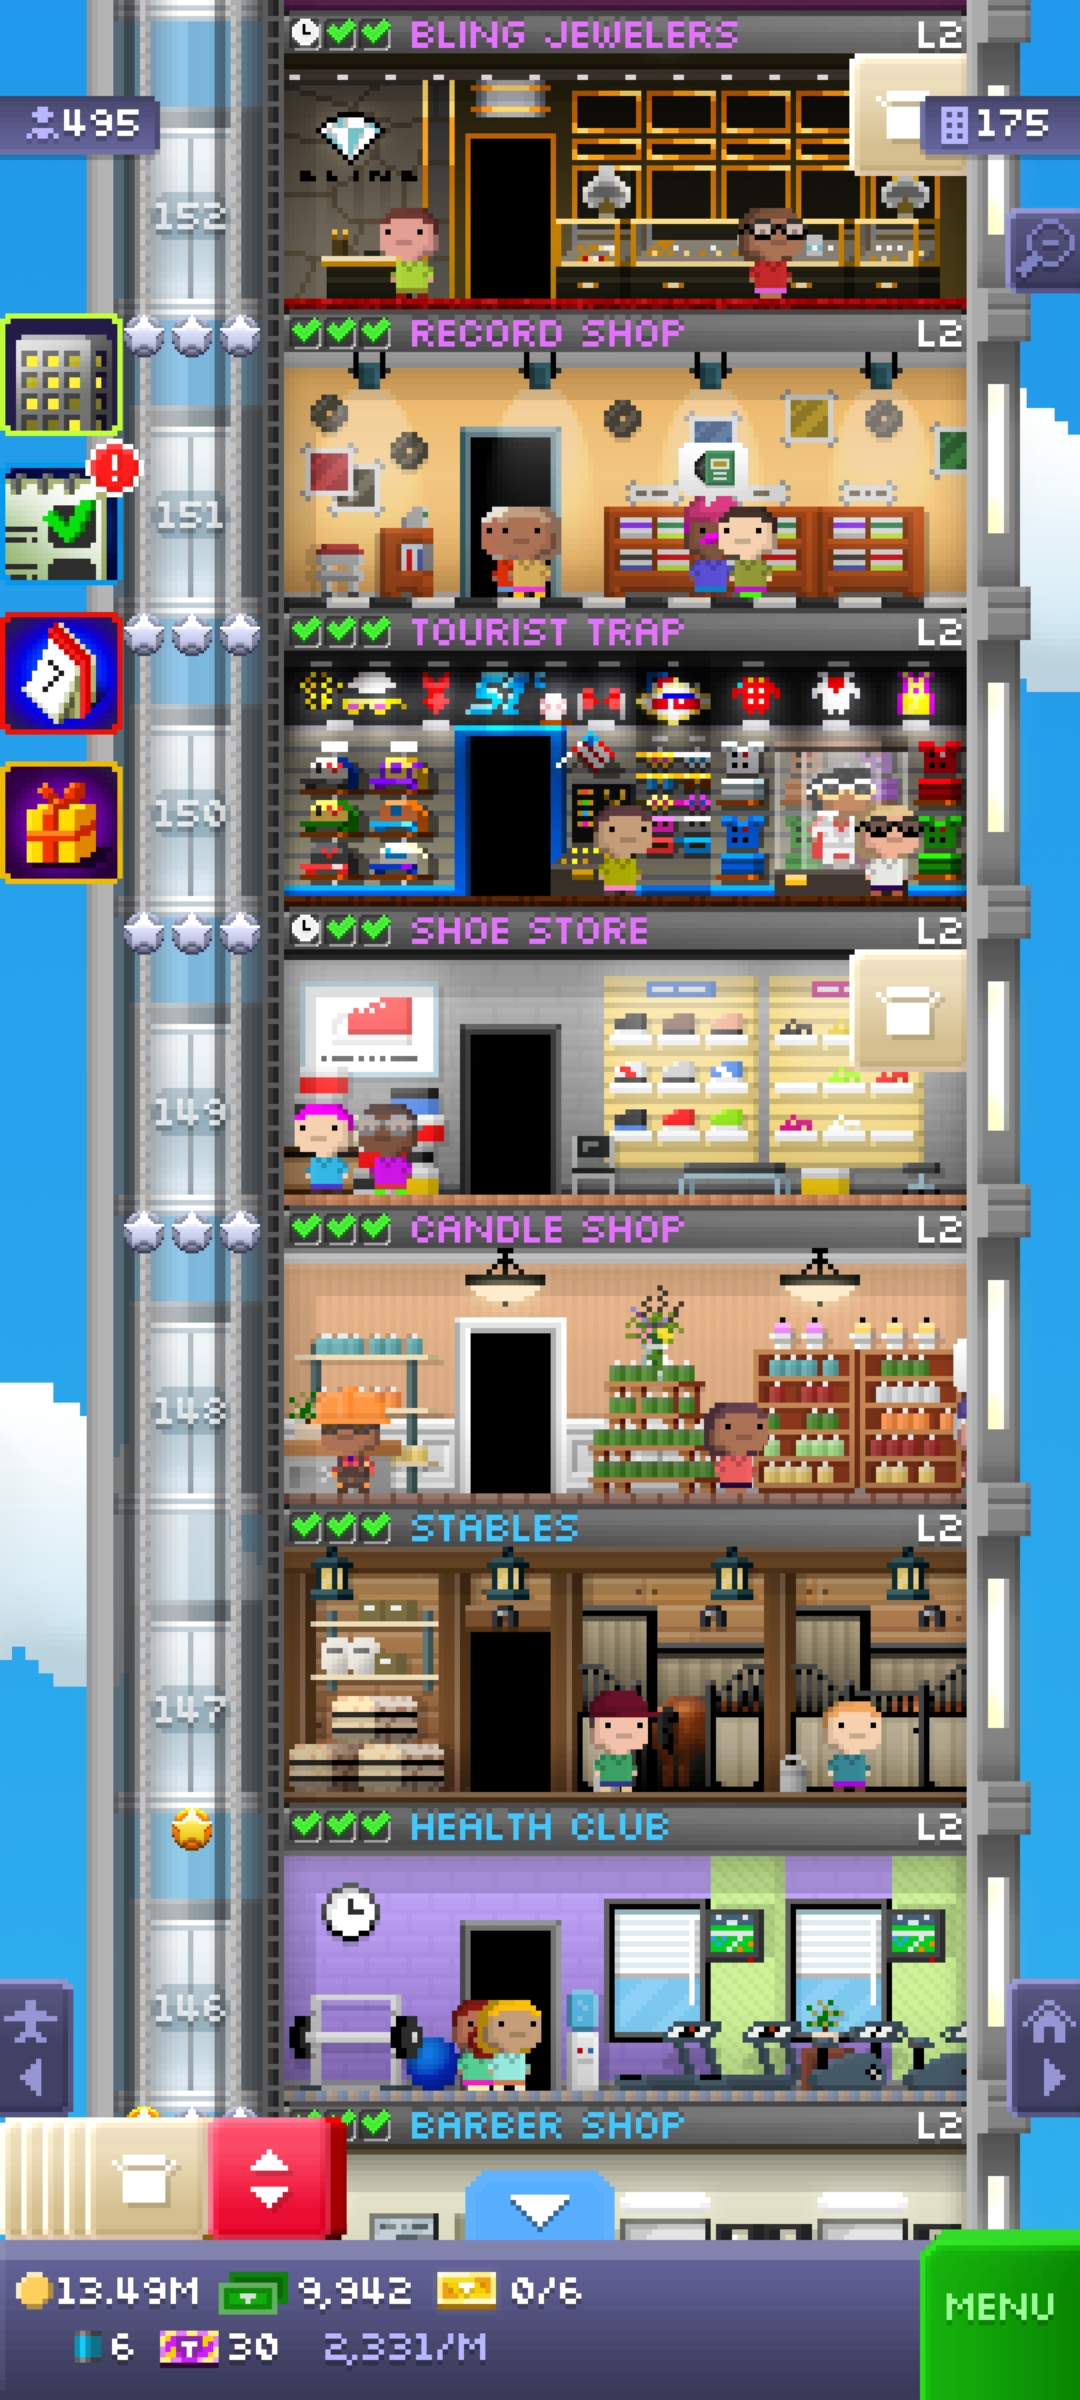 BLING JEWELERS L2
495
175
BLING
152
RECORD SHOP L2
151
TOURIST TRAP L2
150
SHOE STORE L2
149
CANDLE SHOP L2
148
STABLES L2
147
HEALTH CLUB L2
146
BARBER SHOP L2
13.49M 9,942 0/6
MENU
6 T 30 2,331/M